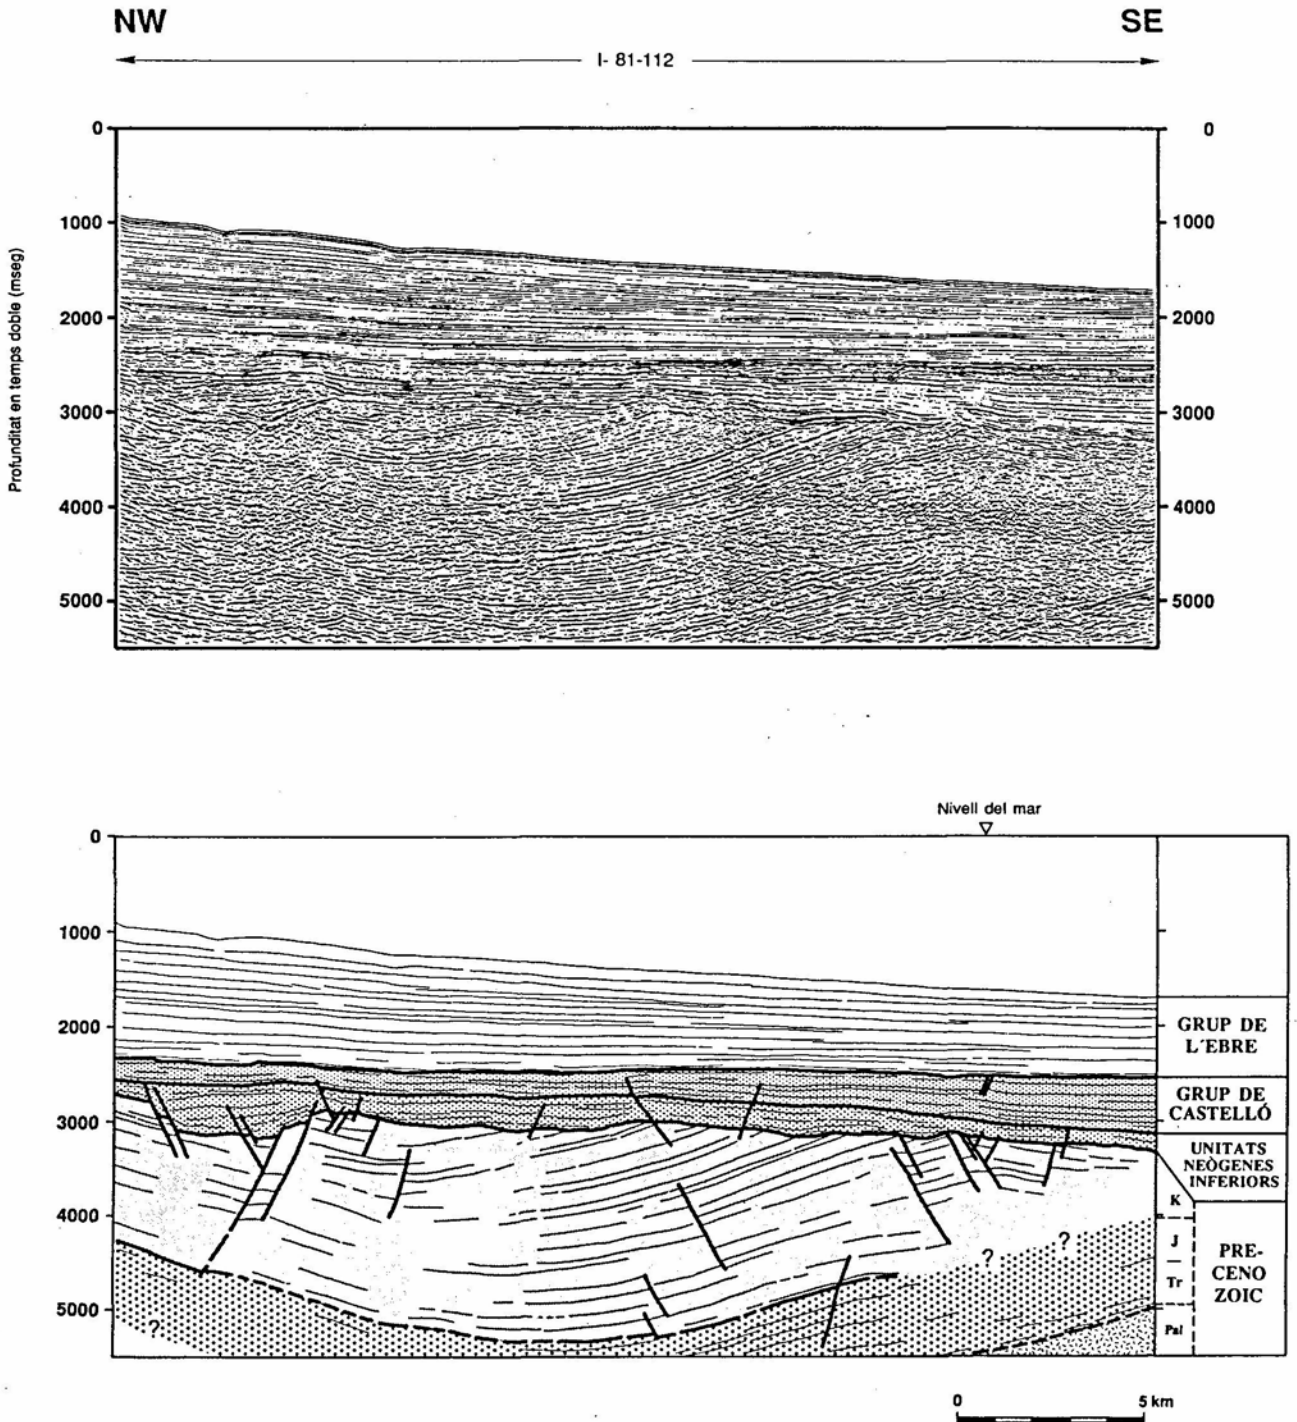 NW
SE
I- 81-112
Profunditat en temps doble (mseg)
0
1000
2000
3000
4000
5000
0
1000
2000
3000
4000
5000
Nivell del mar
0
1000
2000
3000
4000
5000
GRUP DE
L´EBRE
GRUP DE
CASTELLÓ
UNITATS
NEÒGENES
INFERIORS
K
J
Tr
Pal
PRE-
CENO
ZOIC
?
?
?
0
5 km